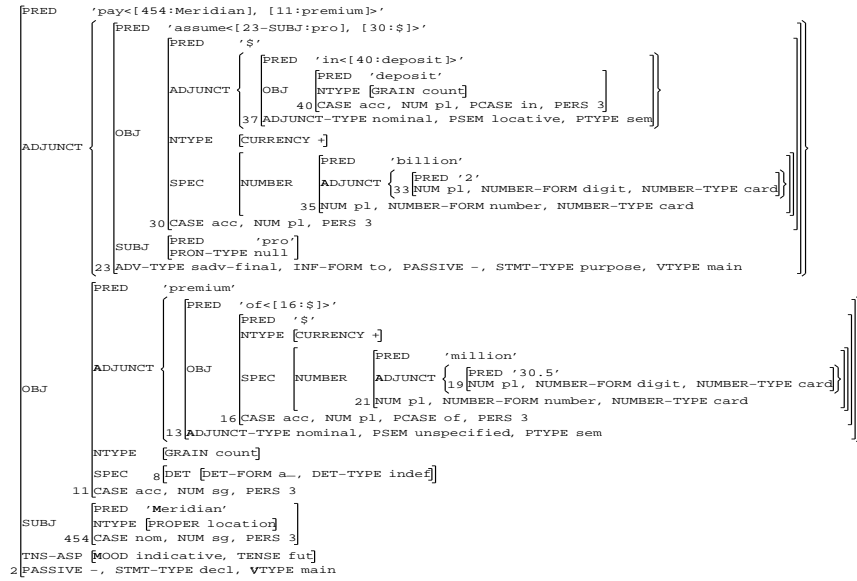 PRED 'pay<[454:Meridian], [11:premium]>'
PRED 'assume<[23-SUBJ:pro], [30:$]>'
PRED '$'
PRED 'in<[40:deposit]>'
PRED 'deposit'
ADJUNCT OBJ NTYPE GRAIN count
40 CASE acc, NUM pl, PCASE in, PERS 3
37 ADJUNCT-TYPE nominal, PSEM locative, PTYPE sem
OBJ
NTYPE CURRENCY +
ADJUNCT
PRED 'billion'
SPEC NUMBER ADJUNCT PRED '2'
33 NUM pl, NUMBER-FORM digit, NUMBER-TYPE card
35 NUM pl, NUMBER-FORM number, NUMBER-TYPE card
30 CASE acc, NUM pl, PERS 3
SUBJ PRED 'pro'
PRON-TYPE null
23 ADV-TYPE sadv-final, INF-FORM to, PASSIVE -, STMT-TYPE purpose, VTYPE main
PRED 'premium'
PRED 'of<[16:$]>'
PRED '$'
NTYPE CURRENCY +
PRED 'million'
ADJUNCT OBJ
SPEC NUMBER ADJUNCT PRED '30.5'
19 NUM pl, NUMBER-FORM digit, NUMBER-TYPE card
OBJ
21 NUM pl, NUMBER-FORM number, NUMBER-TYPE card
16 CASE acc, NUM pl, PCASE of, PERS 3
13 ADJUNCT-TYPE nominal, PSEM unspecified, PTYPE sem
NTYPE GRAIN count
SPEC 8 DET DET-FORM a_, DET-TYPE indef
11 CASE acc, NUM sg, PERS 3
PRED 'Meridian'
SUBJ NTYPE PROPER location
454 CASE nom, NUM sg, PERS 3
TNS-ASP MOOD indicative, TENSE fut
2 PASSIVE -, STMT-TYPE decl, VTYPE main